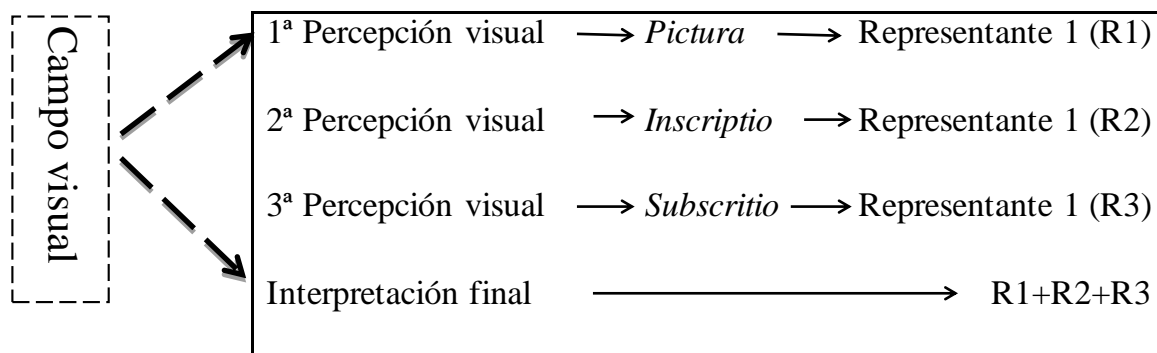 Campo visual
1ª Percepción visual Pictura Representante 1 (R1)
2ª Percepción visual Inscriptio Representante 1 (R2)
3ª Percepción visual Subscritio Representante 1 (R3)
Interpretación final R1+R2+R3